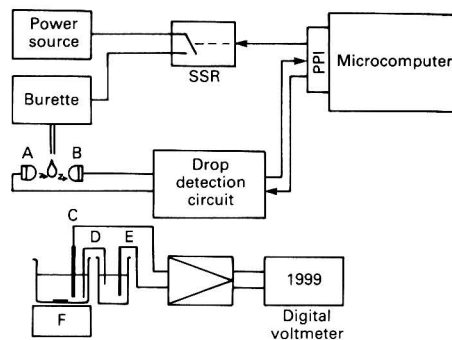 Power
source
SSR
PPI
Microcomputer
Burette
A
B
Drop
detection
circuit
C
D
E
F
1999
Digital
voltmeter